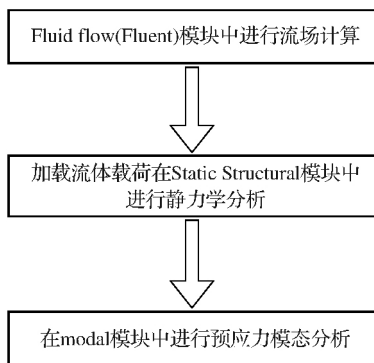 Fluid flow(Fluent)模块中进行流场计算
加载流体载荷在Static Structural模块中
进行静力学分析
在modal模块中进行预应力模态分析